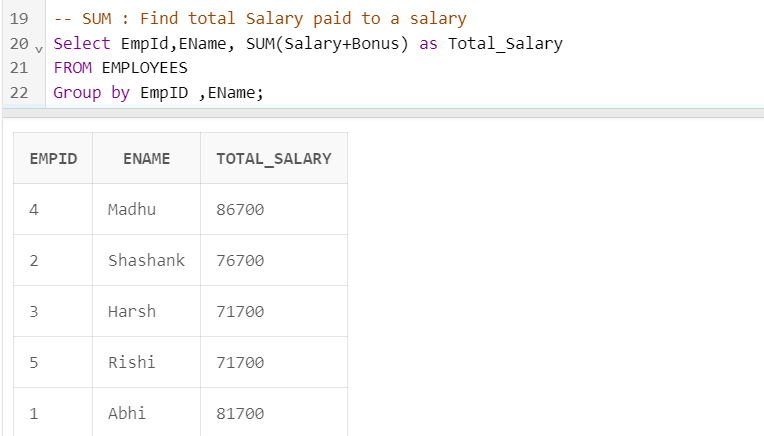 19 -- SUM : Find total Salary paid to a salary
20 Select EmpId,EName, SUM(Salary+Bonus) as Total_Salary
21 FROM EMPLOYEES
22 Group by EmpID ,EName;
EMPID ENAME TOTAL_SALARY
4 Madhu 86700
2 Shashank 76700
3 Harsh 71700
5 Rishi 71700
1 Abhi 81700